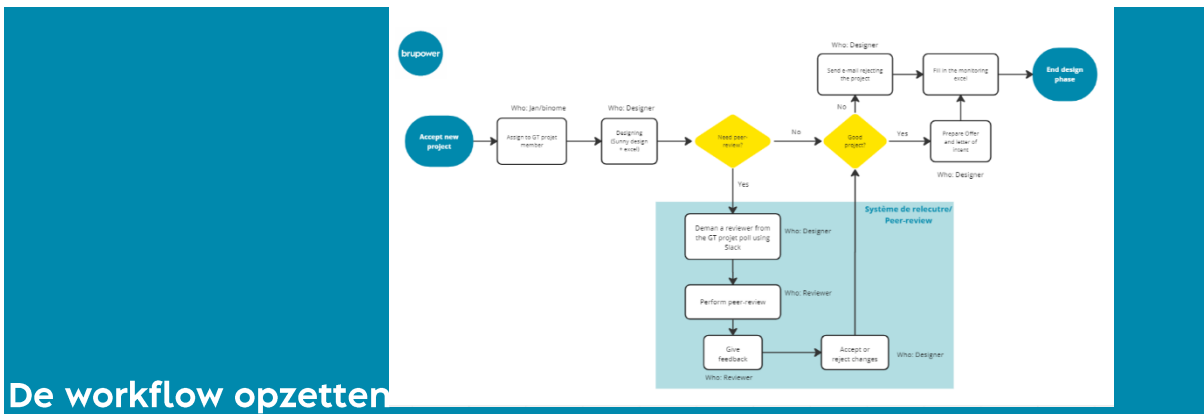 brupower
Who: Designer
Send e-mail rejecting
the project
Fill in the monitoring
excel
End design
phase
No
Who: Jan/binome
Who: Designer
Accept new
project
Assign to GT projet
member
Designing
(Sunny design
+ excel)
Need peer-
review?
No
Good
project?
Yes
Prepare Offer
and letter of
intent
Who: Designer
Yes
Système de relecutre/
Peer-review
Deman a reviewer from
the GT projet poll using
Slack
Who: Designer
Perform peer-review
Who: Reviewer
Give
feedback
Accept or
reject changes
Who: Designer
Who: Reviewer
De workflow opzetten